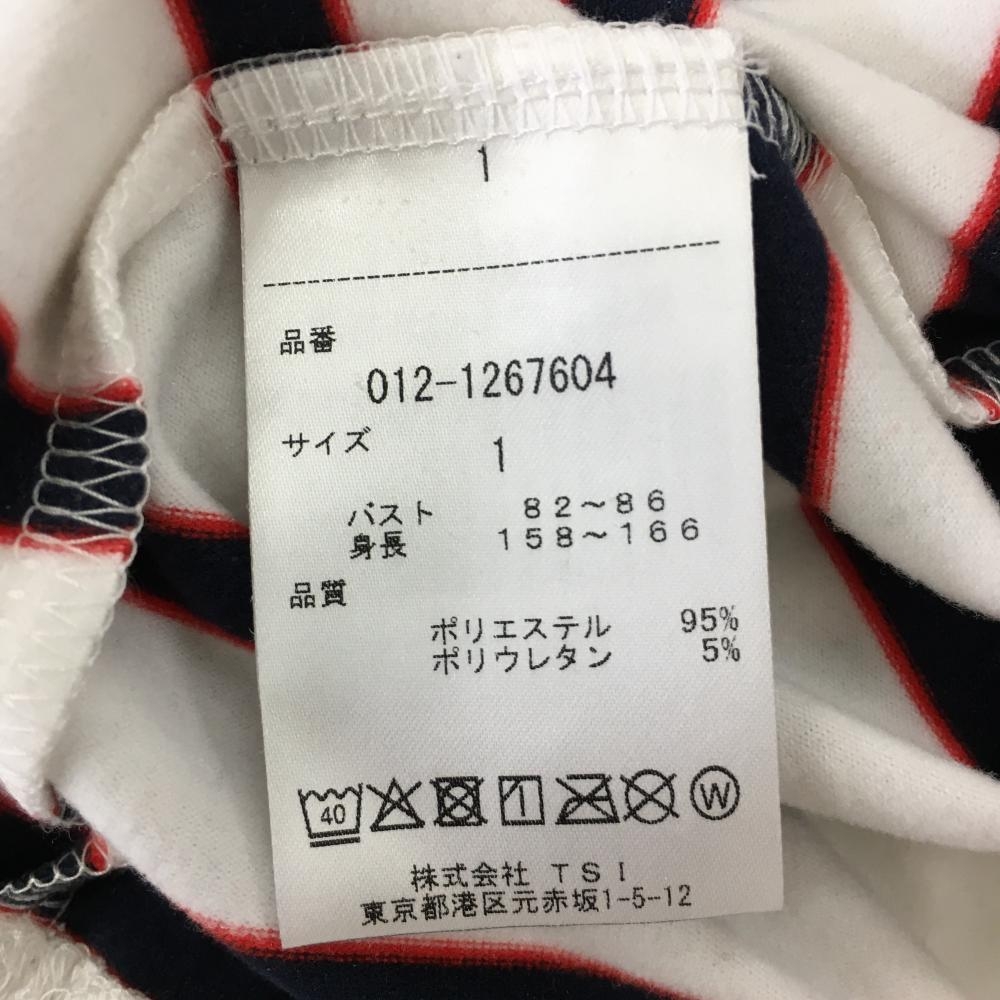 1
品番
012-1267604
サイズ 1
バスト 82～86
身長 158～166
品質
ポリエステル 95%
ポリウレタン 5%
40 W
株式会社 TSI
東京都港区元赤坂1-5-12